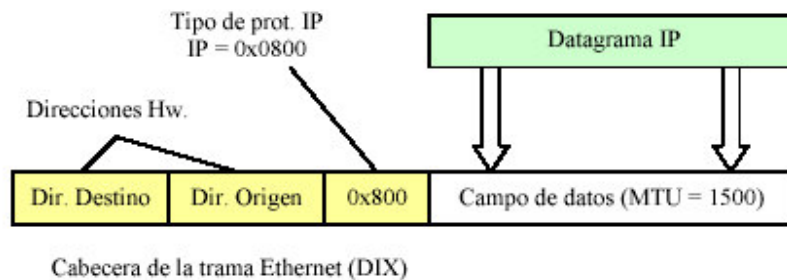 Tipo de prot. IP
IP = 0x0800
Datagrama IP
Direcciones Hw.
Dir. Destino
Dir. Origen
0x800
Campo de datos (MTU = 1500)
Cabecera de la trama Ethernet (DIX)